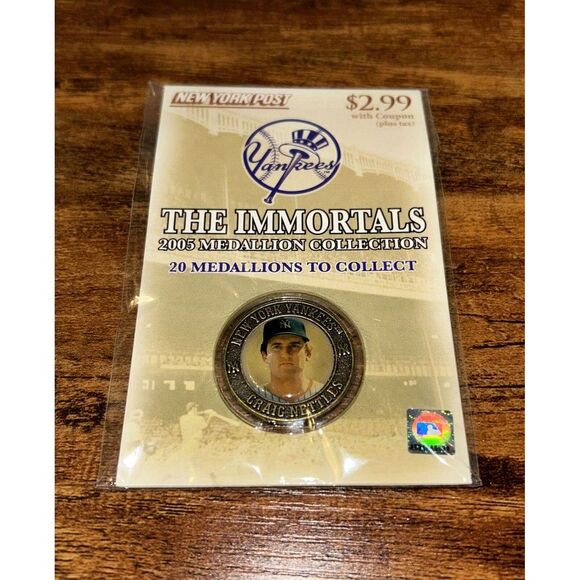 NEW YORK POST
$2.99
with Coupon
(plus tax)
Yankees
THE IMMORTALS
2005 MEDALLION COLLECTION
20 MEDALLIONS TO COLLECT
NEW YORK YANKEES
NY
GRAIG NETTLES